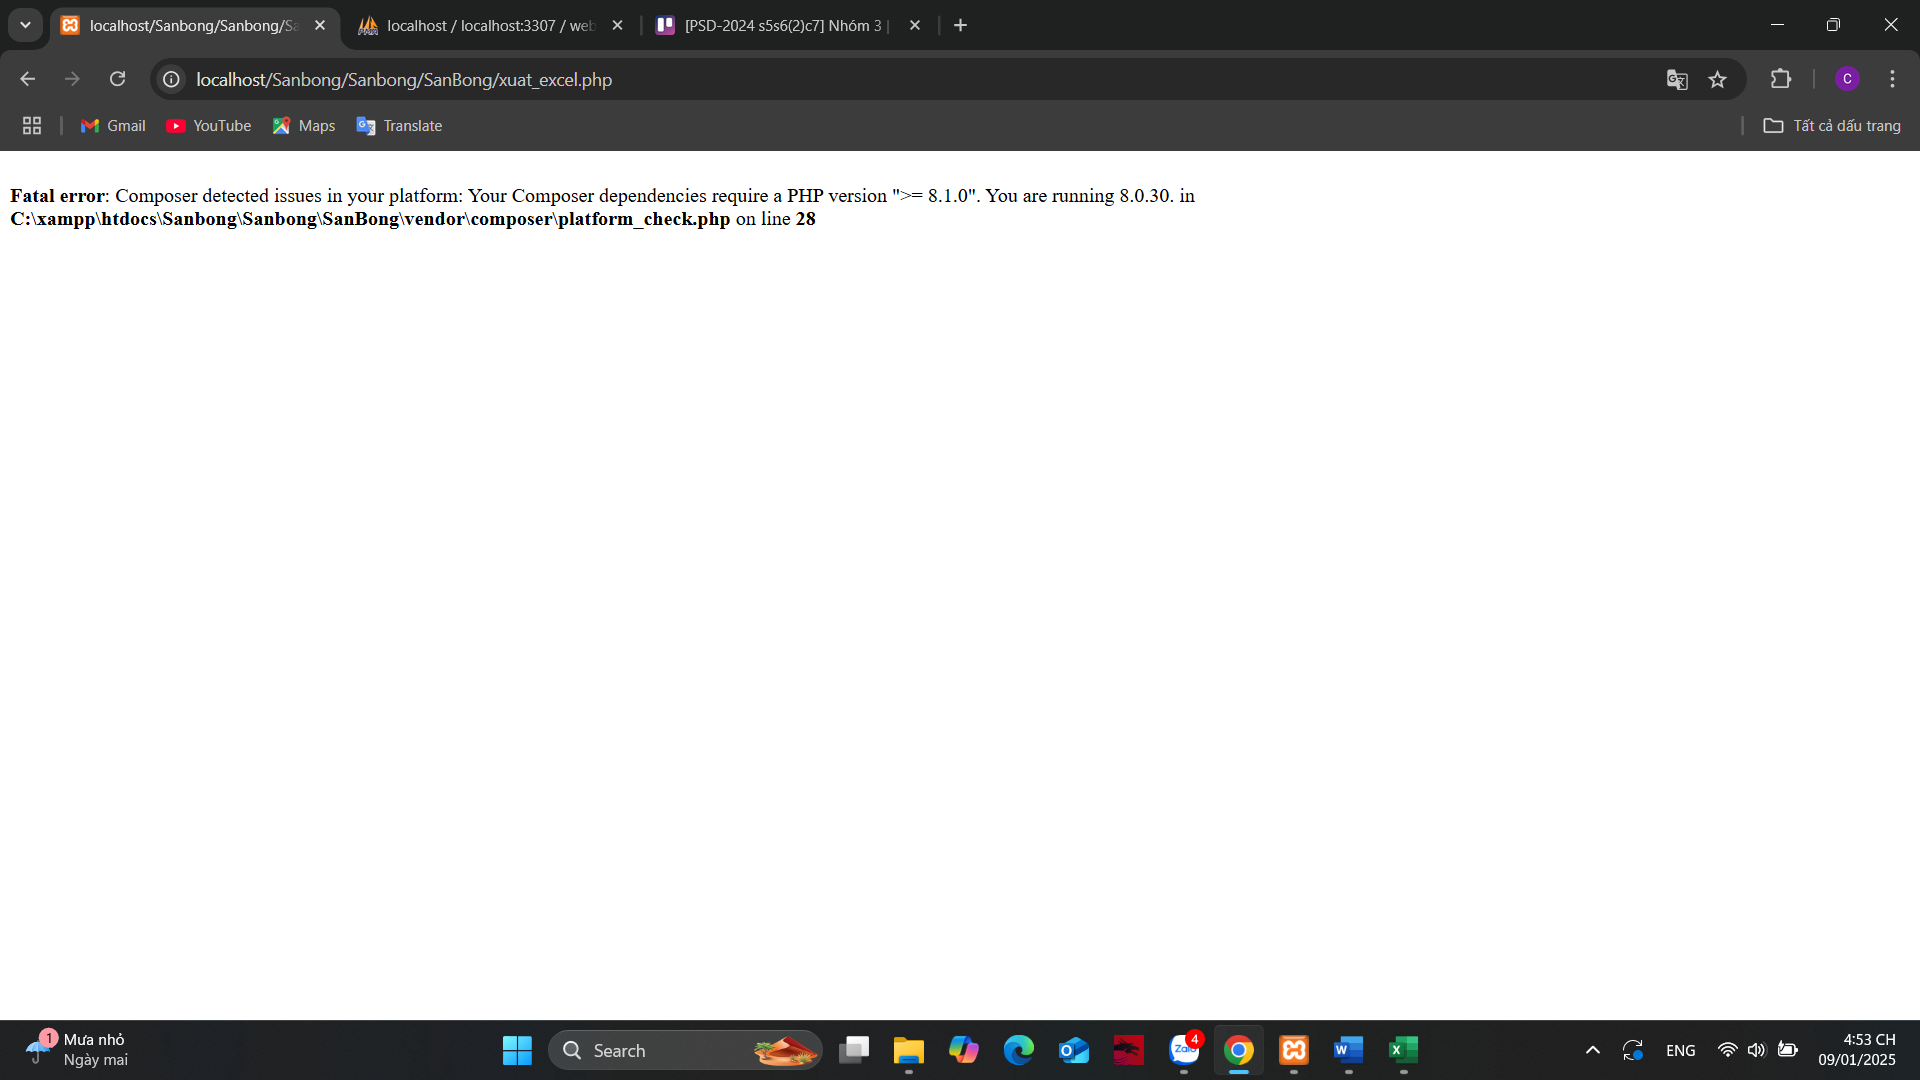 localhost/Sanbong/Sanbong/Sa
localhost / localhost:3307 / web
[PSD-2024 s5s6(2)c7] Nhóm 3 |
localhost/Sanbong/Sanbong/SanBong/xuat_excel.php
C
Gmail
YouTube
Maps
Translate
Tất cả dấu trang
Fatal error: Composer detected issues in your platform: Your Composer dependencies require a PHP version ">= 8.1.0". You are running 8.0.30. in
C:\xampp\htdocs\Sanbong\Sanbong\SanBong\vendor\composer\platform_check.php on line 28
1
Mưa nhỏ
Ngày mai
Search
Zalo
4
ENG
4:53 CH
09/01/2025